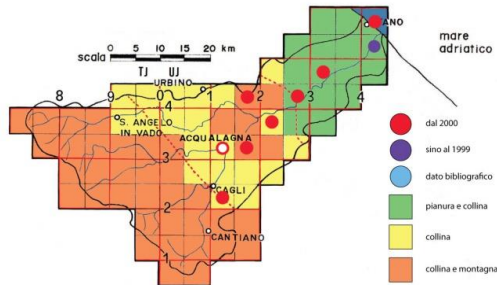 FANO
mare
adriatico
scala 0 5 10 15 20 km
TJ UJ
URBINO
8 9 0 1 2 3 4
4
S. ANGELO
IN VADO
ACQUALAGNA
3
CAGLI
2
CANTIANO
1
dal 2000
sino al 1999
dato bibliografico
pianura e collina
collina
collina e montagna